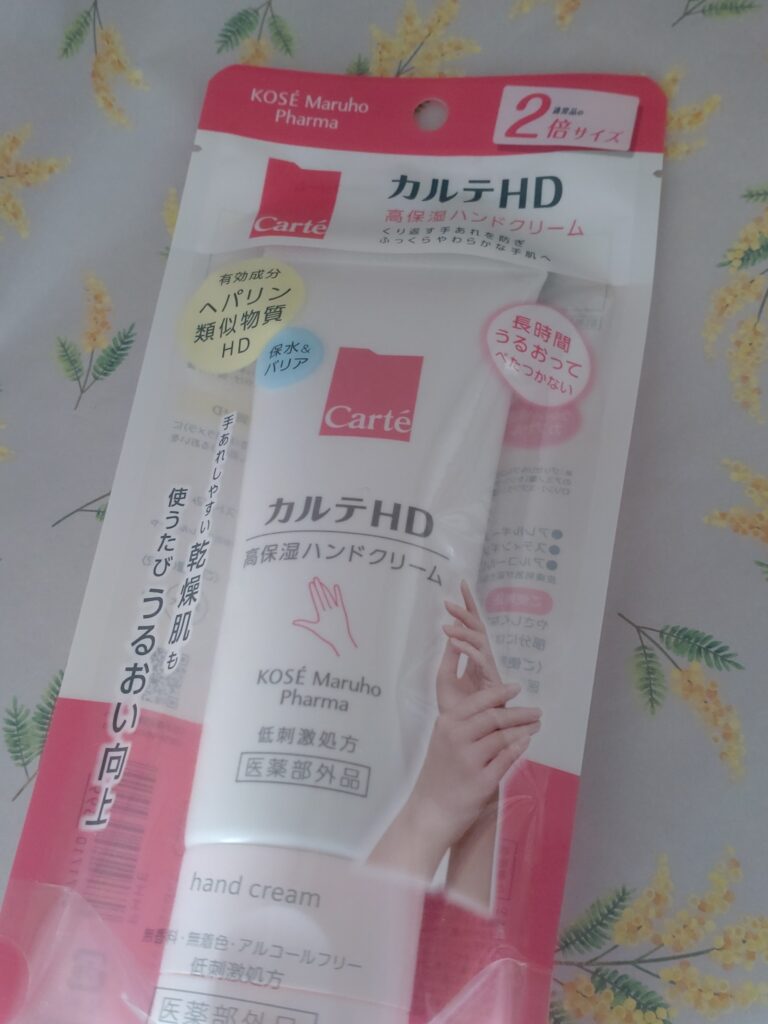 KOSÉ Maruho
Pharma
通常品の
2倍サイズ
Carté
カルテHD
高保湿ハンドクリーム
くり返す手あれを防ぎ
ふっくらやわらかな手肌へ
有効成分
ヘパリン
類似物質
HD
保水&
バリア
長時間
うるおって
べたつかない
手あれしやすい乾燥肌も
使うたびうるおい向上
Carté
カルテHD
高保湿ハンドクリーム
KOSÉ Maruho
Pharma
低刺激処方
医薬部外品
hand cream
無香料・無着色・アルコールフリー
低刺激処方
医薬部外品